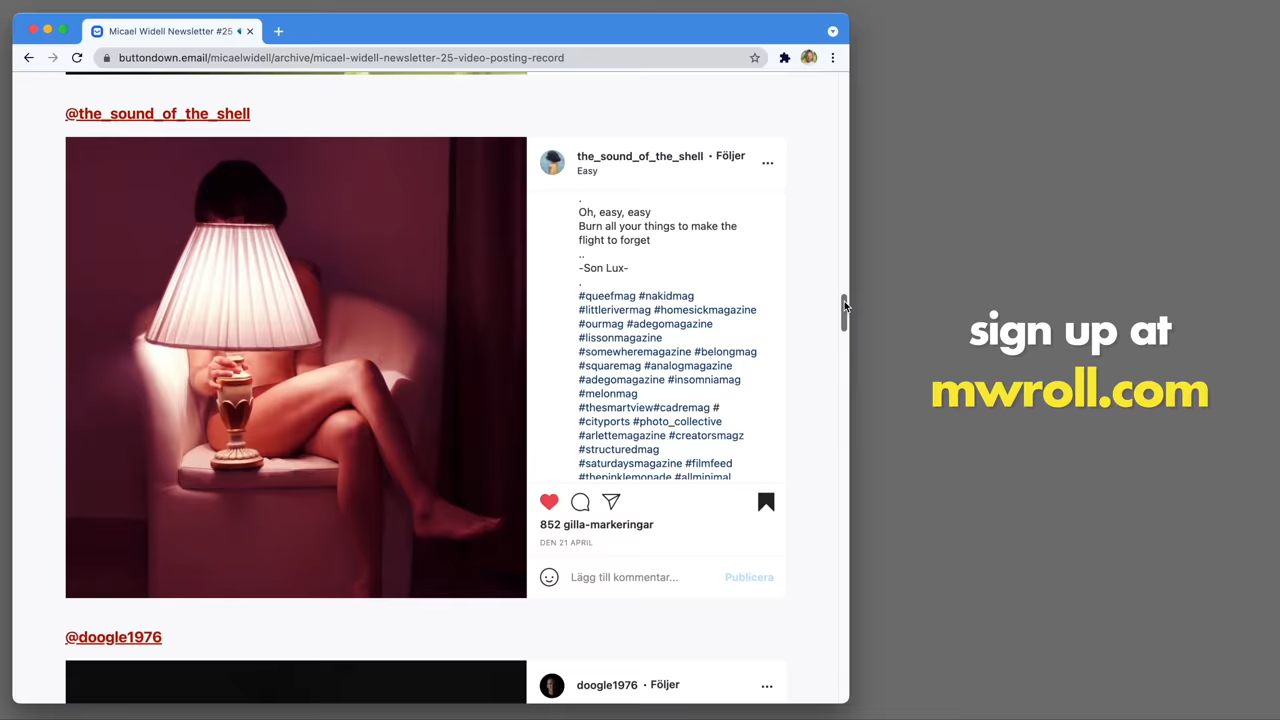 Micael Widell Newsletter #25
buttondown.email/micaelwidell/archive/micael-widell-newsletter-25-video-posting-record
@the_sound_of_the_shell
the_sound_of_the_shell • Följer
Easy
.
Oh, easy, easy
Burn all your things to make the
flight to forget
..
-Son Lux-
.
#queefmag #nakidmag
#littlerivermag #homesickmagazine
#ourmag #adegomagazine
#lissonmagazine
#somewheremagazine #belongmag
#squaremag #analogmagazine
#adegomagazine #insomniamag
#melonmag
#thesmartview#cadremag #
#cityports #photo_collective
#arlettemagazine #creatorsmagz
#structuredmag
#saturdaysmagazine #filmfeed
#thepinklemonade #allminimal
852 gilla-markeringar
DEN 21 APRIL
Lägg till kommentar... Publicera
@doogle1976
doogle1976 • Följer
sign up at
mwroll.com